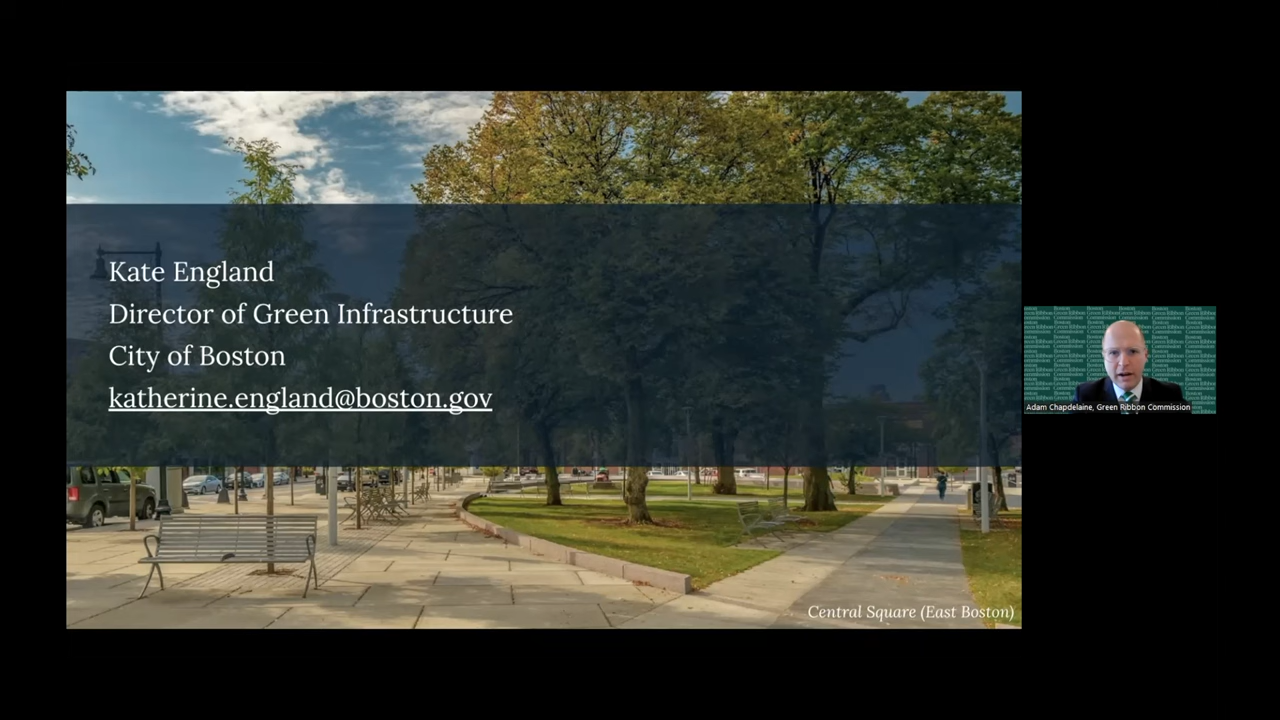 Kate England
Director of Green Infrastructure
City of Boston
katherine.england@boston.gov
Central Square (East Boston)
Adam Chapdelaine, Green Ribbon Commission